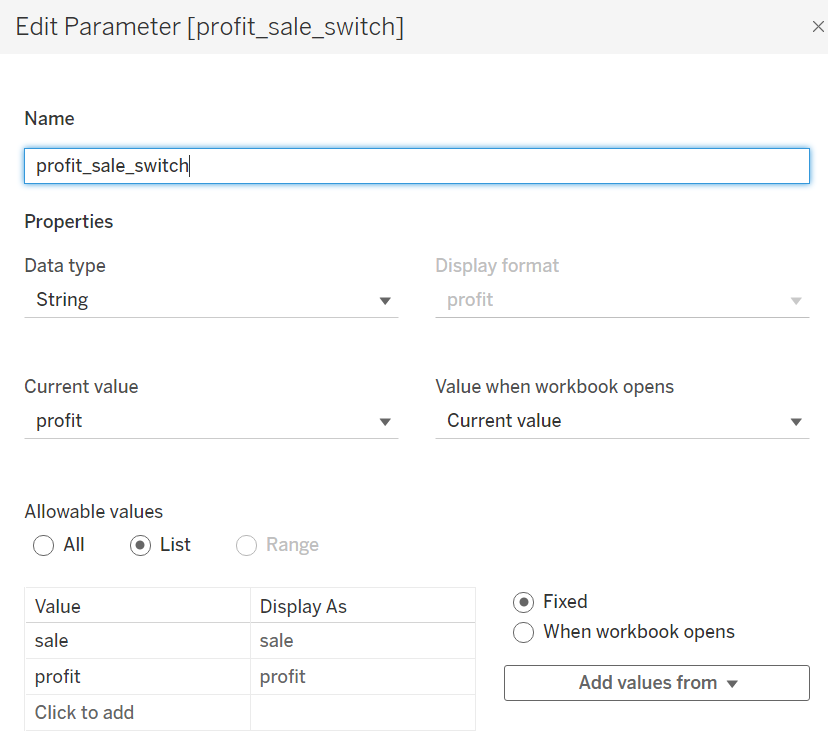 Edit Parameter [profit_sale_switch]
Name
profit_sale_switch
Properties
Data type
Display format
String
profit
Current value
Value when workbook opens
profit
Current value
Allowable values
All
List
Range
Value
Display As
sale
sale
profit
profit
Click to add
Fixed
When workbook opens
Add values from